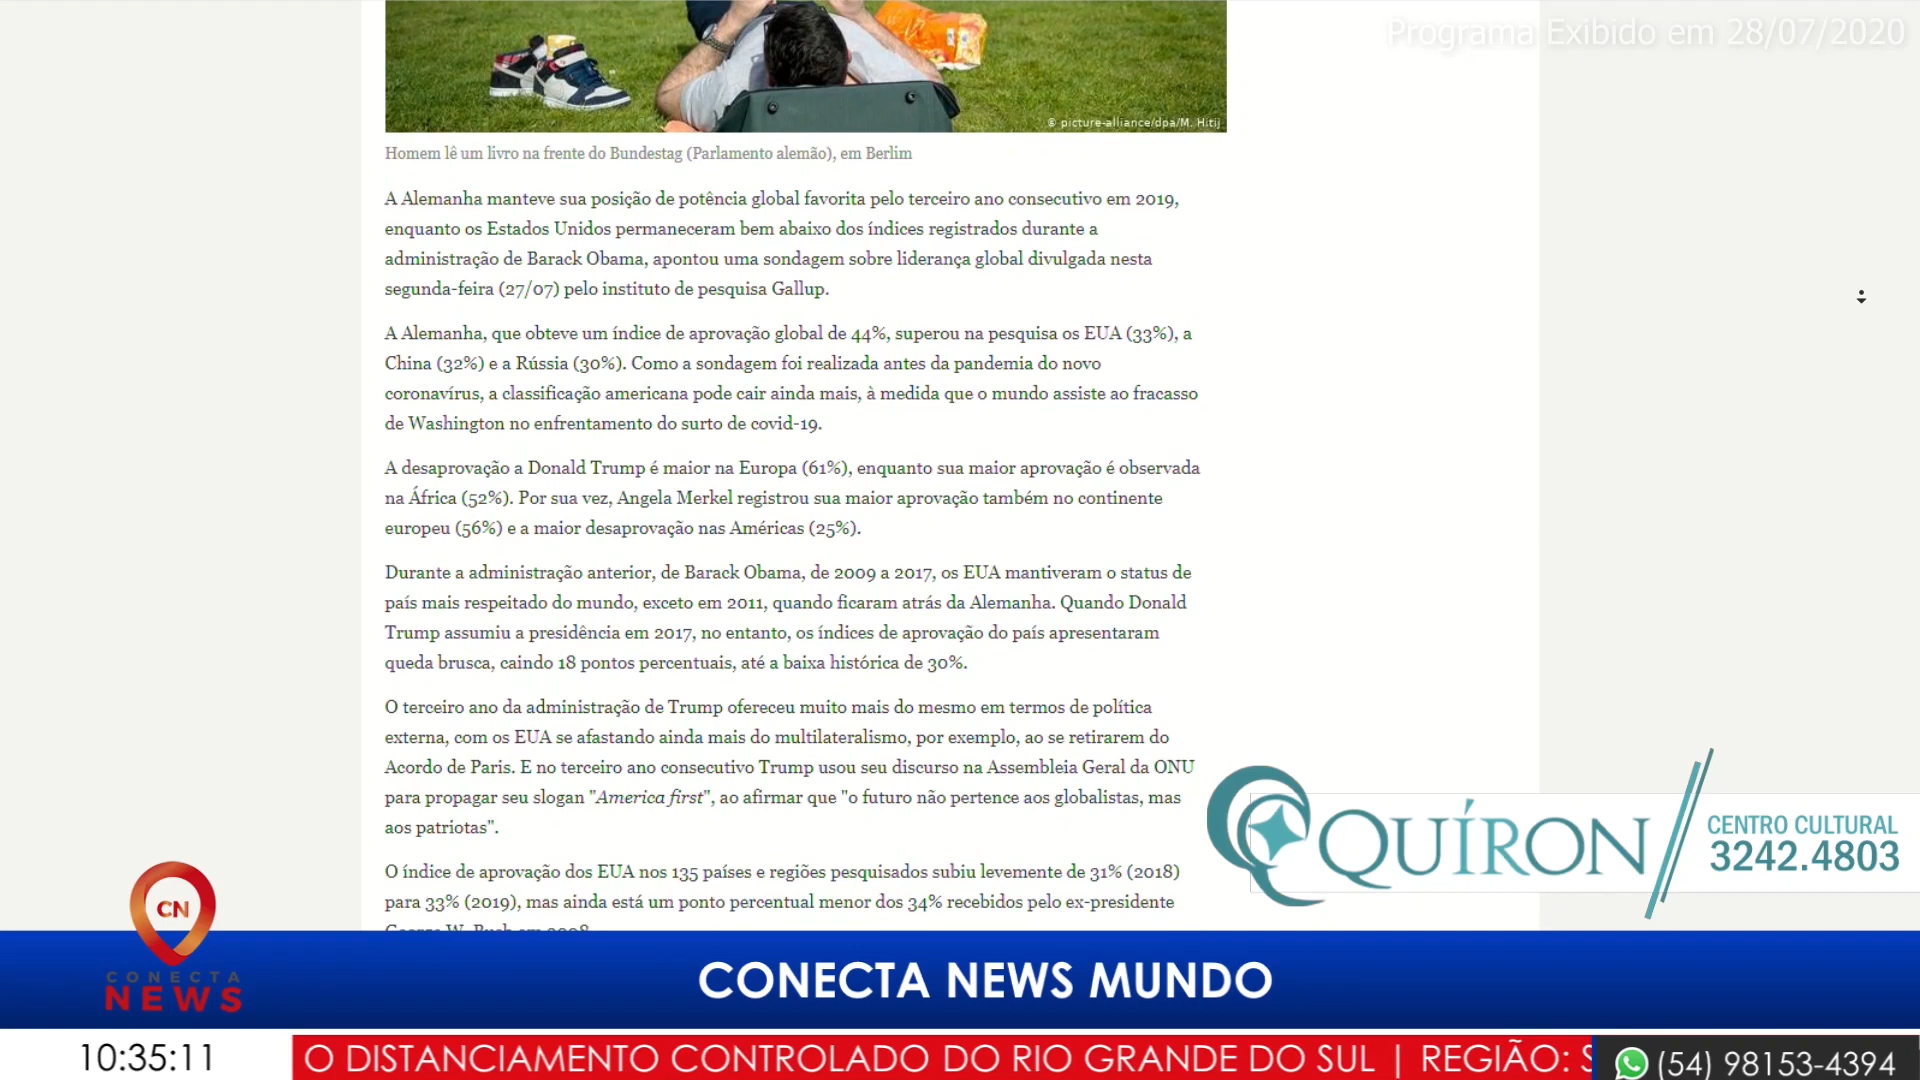 Programa Exibido em 28/07/2020
© picture-alliance/dpa/M. Hitij
Homem lê um livro na frente do Bundestag (Parlamento alemão), em Berlim
A Alemanha manteve sua posição de potência global favorita pelo terceiro ano consecutivo em 2019,
enquanto os Estados Unidos permaneceram bem abaixo dos índices registrados durante a
administração de Barack Obama, apontou uma sondagem sobre liderança global divulgada nesta
segunda-feira (27/07) pelo instituto de pesquisa Gallup.
A Alemanha, que obteve um índice de aprovação global de 44%, superou na pesquisa os EUA (33%), a
China (32%) e a Rússia (30%). Como a sondagem foi realizada antes da pandemia do novo
coronavírus, a classificação americana pode cair ainda mais, à medida que o mundo assiste ao fracasso
de Washington no enfrentamento do surto de covid-19.
A desaprovação a Donald Trump é maior na Europa (61%), enquanto sua maior aprovação é observada
na África (52%). Por sua vez, Angela Merkel registrou sua maior aprovação também no continente
europeu (56%) e a maior desaprovação nas Américas (25%).
Durante a administração anterior, de Barack Obama, de 2009 a 2017, os EUA mantiveram o status de
país mais respeitado do mundo, exceto em 2011, quando ficaram atrás da Alemanha. Quando Donald
Trump assumiu a presidência em 2017, no entanto, os índices de aprovação do país apresentaram
queda brusca, caindo 18 pontos percentuais, até a baixa histórica de 30%.
O terceiro ano da administração de Trump ofereceu muito mais do mesmo em termos de política
externa, com os EUA se afastando ainda mais do multilateralismo, por exemplo, ao se retirarem do
Acordo de Paris. E no terceiro ano consecutivo Trump usou seu discurso na Assembleia Geral da ONU
para propagar seu slogan "America first", ao afirmar que "o futuro não pertence aos globalistas, mas
aos patriotas".
O índice de aprovação dos EUA nos 135 países e regiões pesquisados subiu levemente de 31% (2018)
para 33% (2019), mas ainda está um ponto percentual menor dos 34% recebidos pelo ex-presidente
George W. Bush em 2008
QUÍRON
CENTRO CULTURAL
3242.4803
CN
CONECTA
NEWS
CONECTA NEWS MUNDO
10:35:11
O DISTANCIAMENTO CONTROLADO DO RIO GRANDE DO SUL | REGIÃO: S
(54) 98153-4394